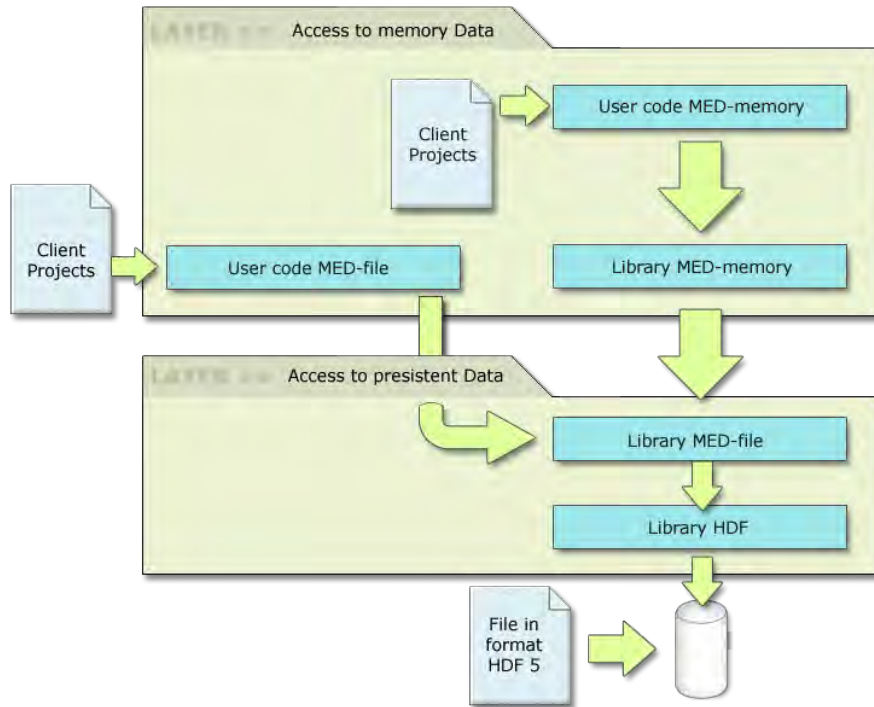 Access to memory Data
Client
Projects
User code MED-memory
Client
Projects
User code MED-file
Library MED-memory
Access to presistent Data
Library MED-file
Library HDF
File in
format
HDF 5